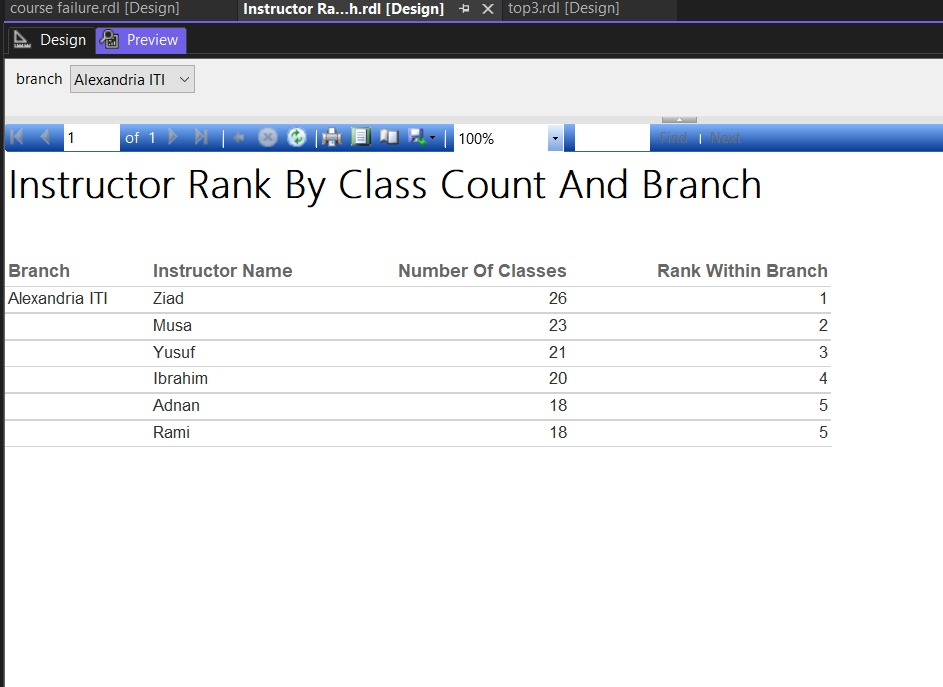 course failure.rdl [Design] Instructor Ra...h.rdl [Design] top3.rdl [Design]
Design Preview
branch Alexandria ITI
1 of 1 100% Find | Next
Instructor Rank By Class Count And Branch
Branch Instructor Name Number Of Classes Rank Within Branch
Alexandria ITI Ziad 26 1
Musa 23 2
Yusuf 21 3
Ibrahim 20 4
Adnan 18 5
Rami 18 5